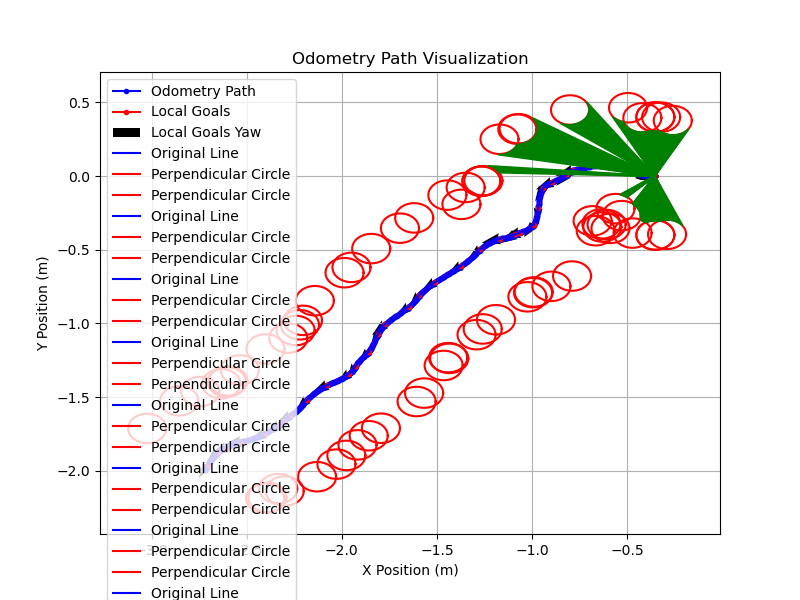 Odometry Path Visualization
Odometry Path
Local Goals
Local Goals Yaw
Original Line
Perpendicular Circle
Perpendicular Circle
Original Line
Perpendicular Circle
Perpendicular Circle
Original Line
Perpendicular Circle
Perpendicular Circle
Original Line
Perpendicular Circle
Perpendicular Circle
Original Line
Perpendicular Circle
Perpendicular Circle
Original Line
Perpendicular Circle
Perpendicular Circle
Original Line
Perpendicular Circle
Perpendicular Circle
Original Line
0.5
0.0
−0.5
−1.0
−1.5
−2.0
Y Position (m)
−2.0 −1.5 −1.0 −0.5
X Position (m)